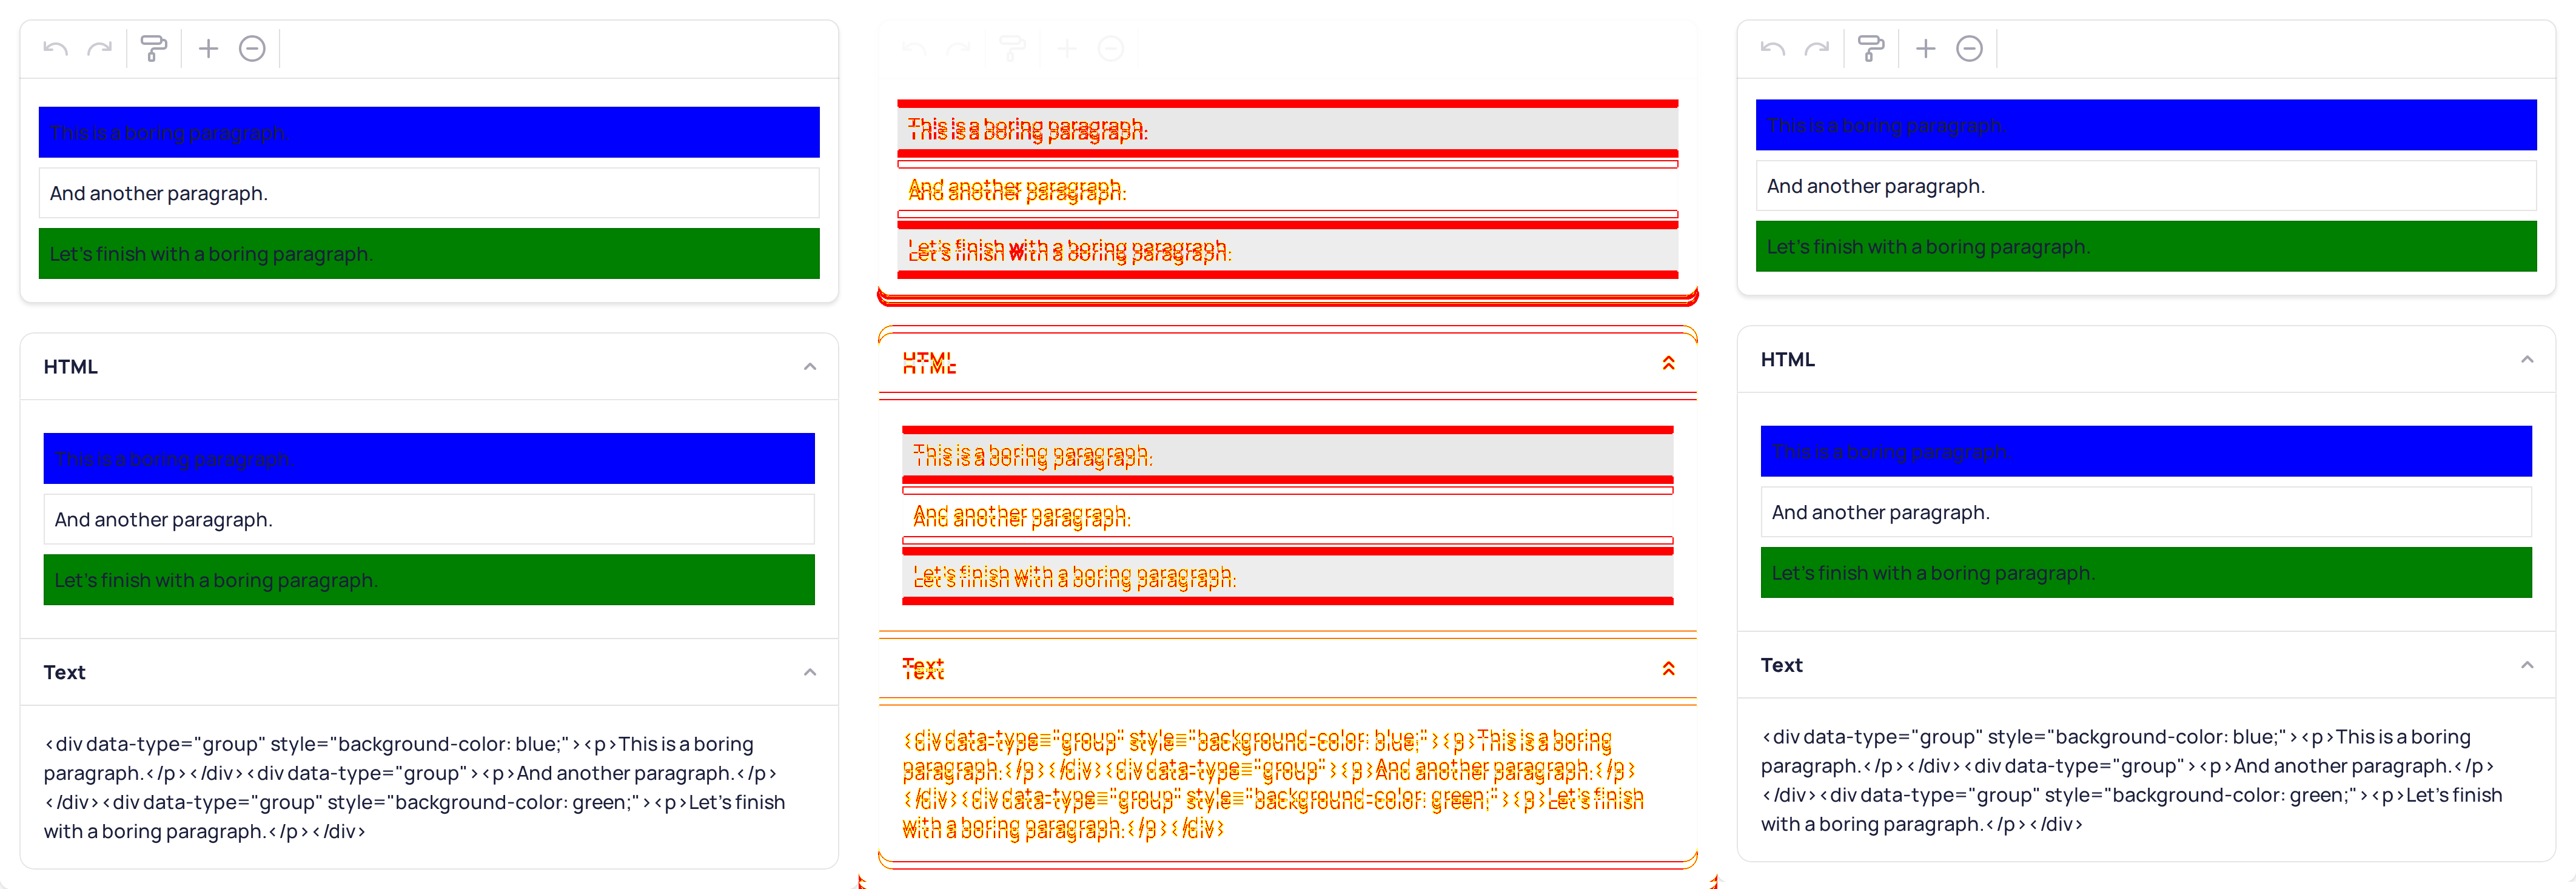 This is a boring paragraph.
And another paragraph.
Let's finish with a boring paragraph.
HTML
This is a boring paragraph.
And another paragraph.
Let's finish with a boring paragraph.
Text
<div data-type="group" style="background-color: blue;"><p>This is a boring
paragraph.</p></div><div data-type="group"><p>And another paragraph.</p>
</div><div data-type="group" style="background-color: green;"><p>Let's finish
with a boring paragraph.</p></div>
This is a boring paragraph.
And another paragraph.
Let's finish with a boring paragraph.
HTML
This is a boring paragraph.
And another paragraph.
Let's finish with a boring paragraph.
Text
<div data-type="group" style="background-color: blue;"><p>This is a boring
paragraph.</p></div><div data-type="group"><p>And another paragraph.</p>
</div><div data-type="group" style="background-color: green;"><p>Let's finish
with a boring paragraph.</p></div>
This is a boring paragraph.
And another paragraph.
Let's finish with a boring paragraph.
HTML
This is a boring paragraph.
And another paragraph.
Let's finish with a boring paragraph.
Text
<div data-type="group" style="background-color: blue;"><p>This is a boring
paragraph.</p></div><div data-type="group"><p>And another paragraph.</p>
</div><div data-type="group" style="background-color: green;"><p>Let's finish
with a boring paragraph.</p></div>